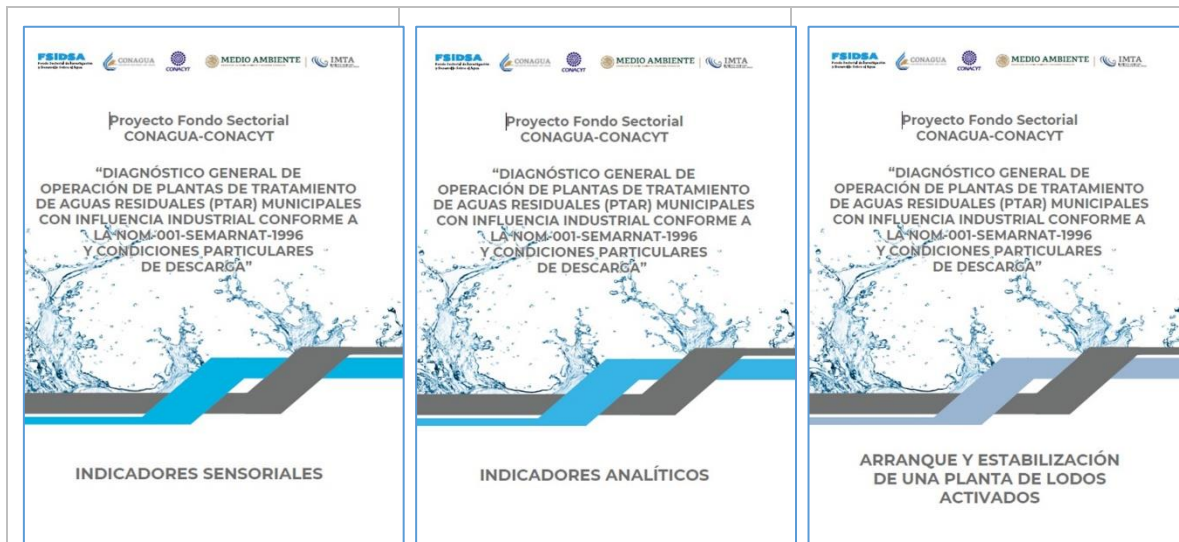 FSIDSA
CONAGUA
CONACYT
MEDIO AMBIENTE
IMTA
Proyecto Fondo Sectorial
CONAGUA-CONACYT
“DIAGNÓSTICO GENERAL DE
OPERACIÓN DE PLANTAS DE TRATAMIENTO
DE AGUAS RESIDUALES (PTAR) MUNICIPALES
CON INFLUENCIA INDUSTRIAL CONFORME A
LA NOM-001-SEMARNAT-1996
Y CONDICIONES PARTICULARES
DE DESCARGA”
INDICADORES SENSORIALES
FSIDSA
CONAGUA
CONACYT
MEDIO AMBIENTE
IMTA
Proyecto Fondo Sectorial
CONAGUA-CONACYT
“DIAGNÓSTICO GENERAL DE
OPERACIÓN DE PLANTAS DE TRATAMIENTO
DE AGUAS RESIDUALES (PTAR) MUNICIPALES
CON INFLUENCIA INDUSTRIAL CONFORME A
LA NOM-001-SEMARNAT-1996
Y CONDICIONES PARTICULARES
DE DESCARGA”
INDICADORES ANALÍTICOS
FSIDSA
CONAGUA
CONACYT
MEDIO AMBIENTE
IMTA
Proyecto Fondo Sectorial
CONAGUA-CONACYT
“DIAGNÓSTICO GENERAL DE
OPERACIÓN DE PLANTAS DE TRATAMIENTO
DE AGUAS RESIDUALES (PTAR) MUNICIPALES
CON INFLUENCIA INDUSTRIAL CONFORME A
LA NOM-001-SEMARNAT-1996
Y CONDICIONES PARTICULARES
DE DESCARGA”
ARRANQUE Y ESTABILIZACIÓN
DE UNA PLANTA DE LODOS
ACTIVADOS